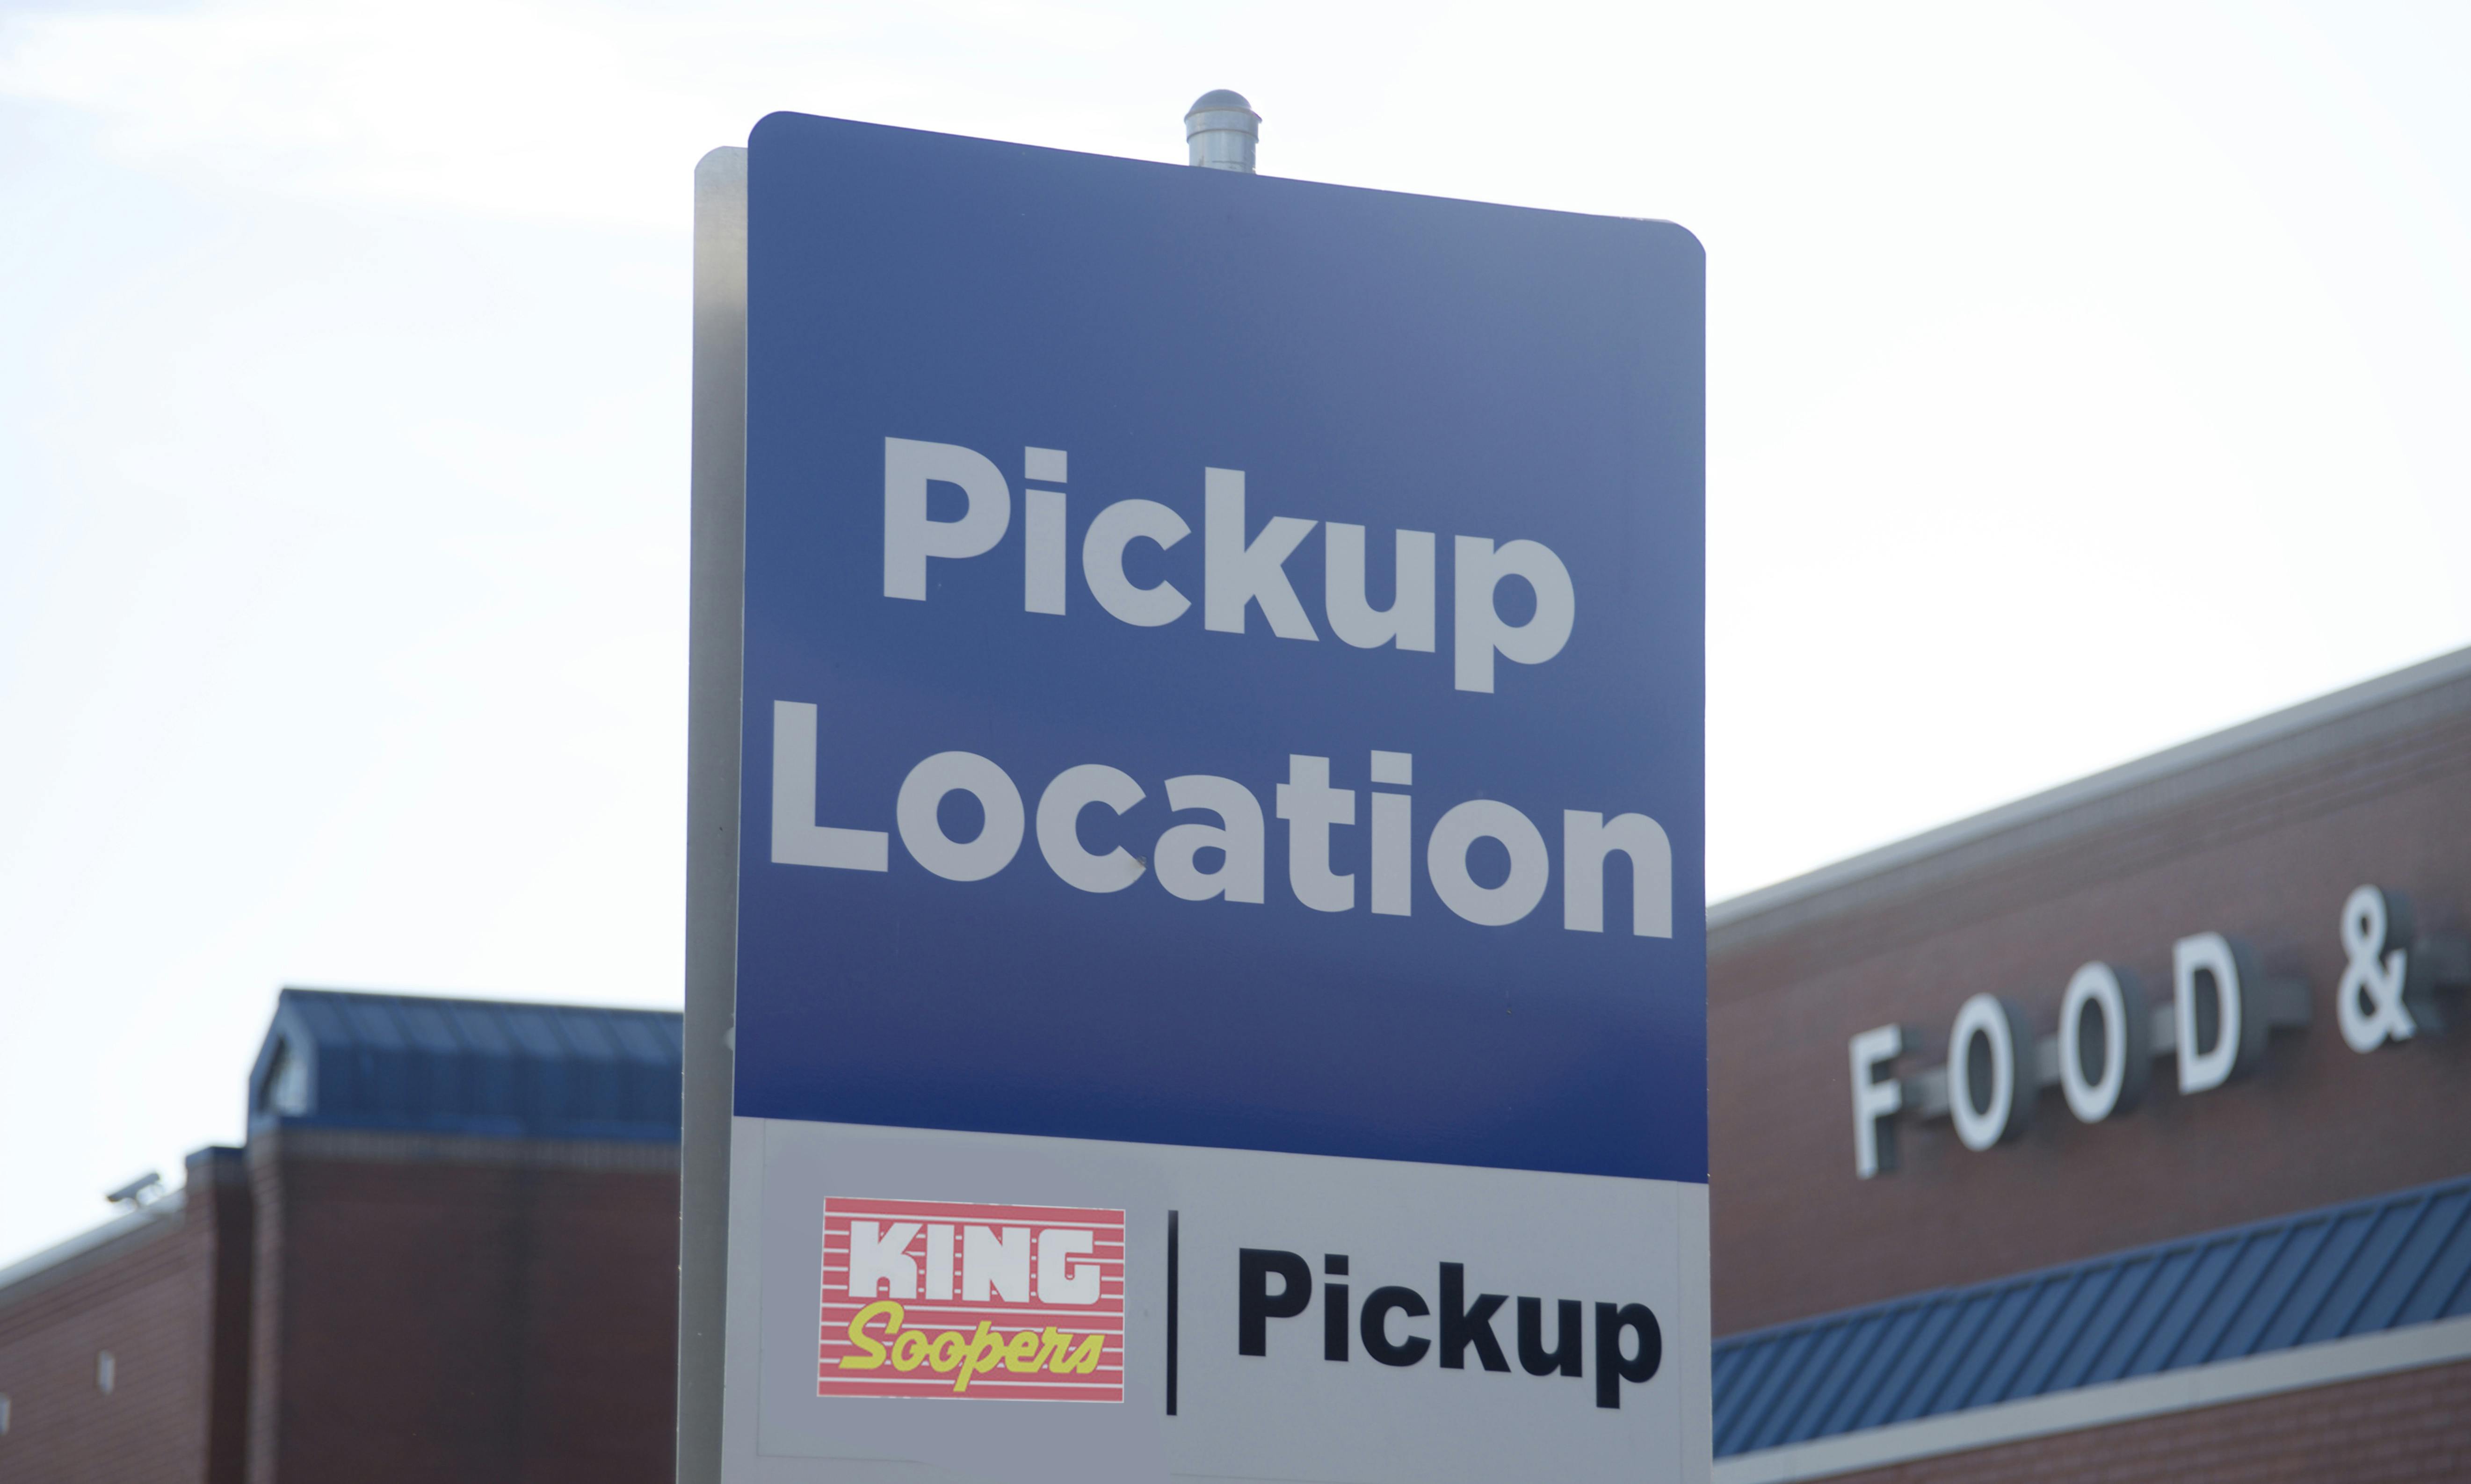 Pickup
Location
KING
Soopers
Pickup
FOOD &